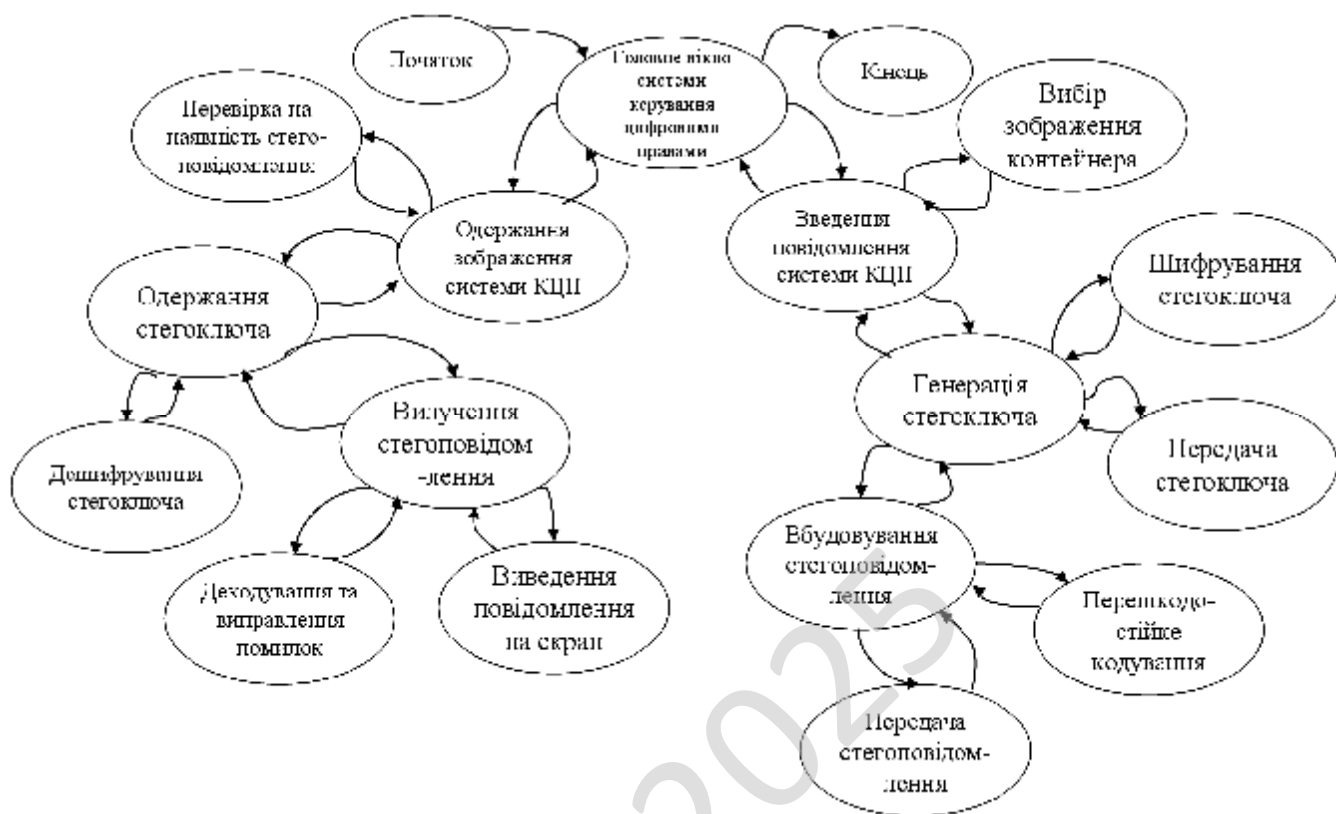 Початок
Головне вікно
системи
керування
цифровими
правами
Кінець
Вибір
зображення
контейнера
Перевірка на
наявність стего-
повідомлення
Одержання
зображення
системи КЦП
Зведення
повідомлення
системи КЦП
Шифрування
стегоключа
Одержання
стегоключа
Генерація
стегоключа
Вилучення
стегоповідом
-лення
Передача
стегоключа
Дешифрування
стегоключа
Вбудовування
стегоповідом-
лення
Декодування та
виправлення
помилок
Виведення
повідомлення
на екран
Перешкодо-
стійке
кодування
Передача
стегоповідом-
лення
2025